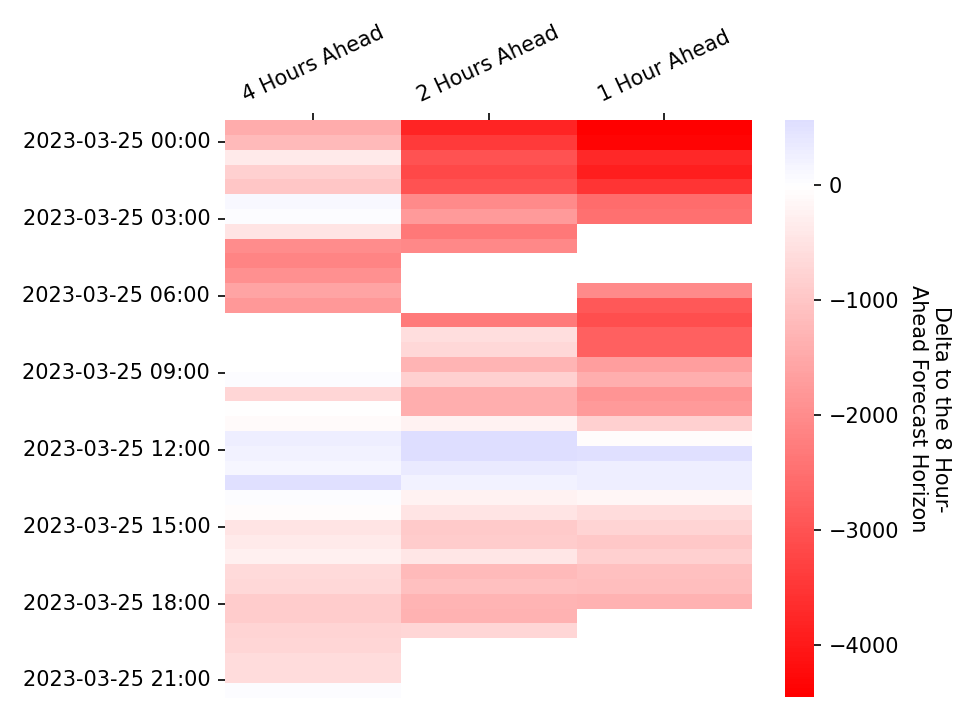 4 Hours Ahead
2 Hours Ahead
1 Hour Ahead
2023-03-25 00:00
2023-03-25 03:00
2023-03-25 06:00
2023-03-25 09:00
2023-03-25 12:00
2023-03-25 15:00
2023-03-25 18:00
2023-03-25 21:00
0
−1000
−2000
−3000
−4000
Delta to the 8 Hour-
Ahead Forecast Horizon